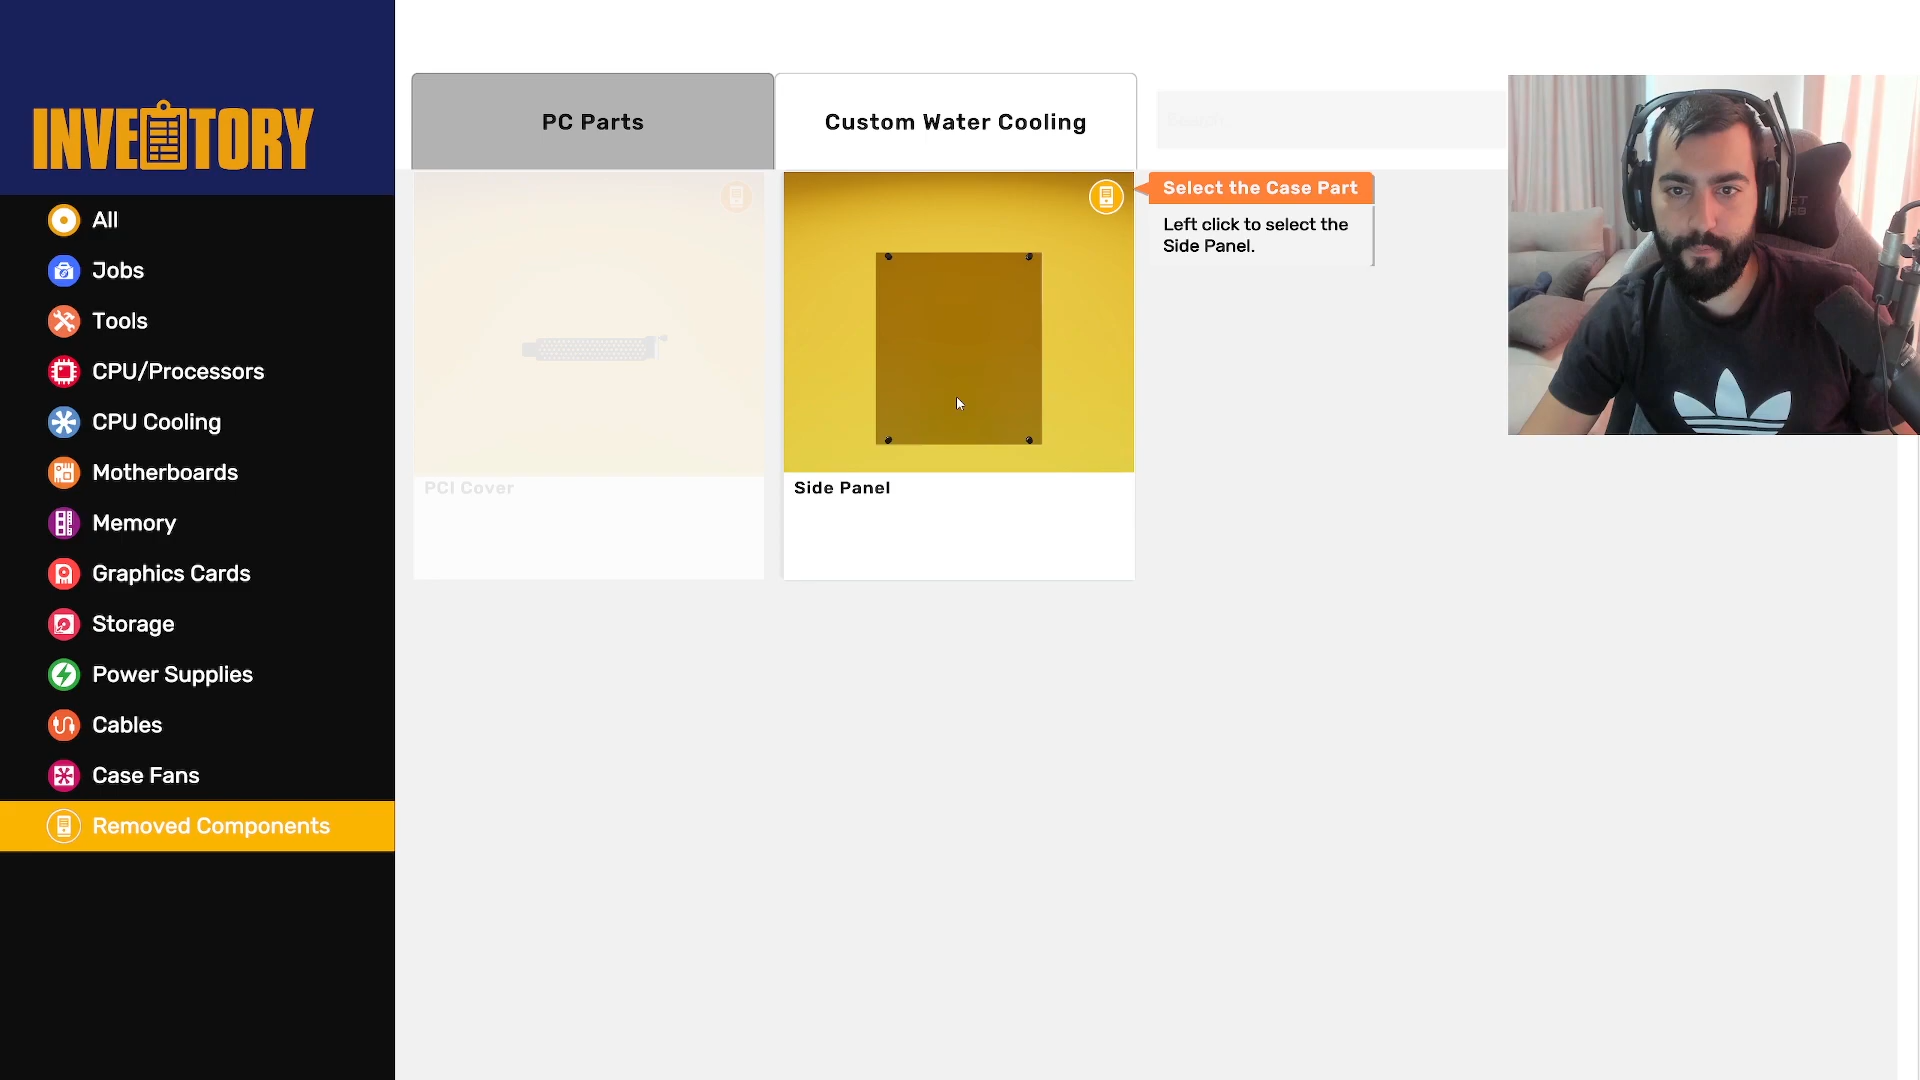 INVENTORY
All
Jobs
Tools
CPU/Processors
CPU Cooling
Motherboards
Memory
Graphics Cards
Storage
Power Supplies
Cables
Case Fans
Removed Components
PC Parts
Custom Water Cooling
PCI Cover
Side Panel
Select the Case Part
Left click to select the
Side Panel.